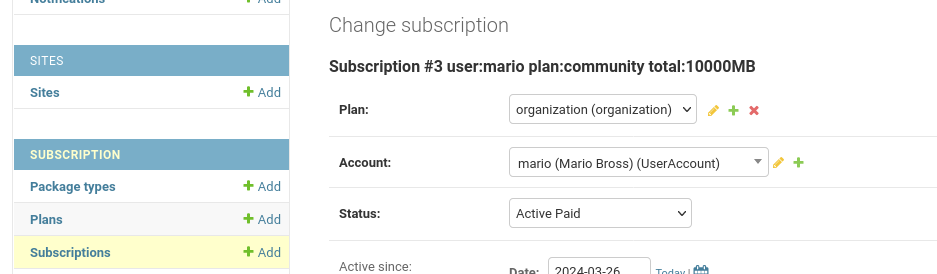 Notifications + Add
SITES
Sites + Add
SUBSCRIPTION
Package types + Add
Plans + Add
Subscriptions + Add
Change subscription
Subscription #3 user:mario plan:community total:10000MB
Plan: organization (organization)
Account: mario (Mario Bross) (UserAccount)
Status: Active Paid
Active since: Date: 2024-03-26 Today |